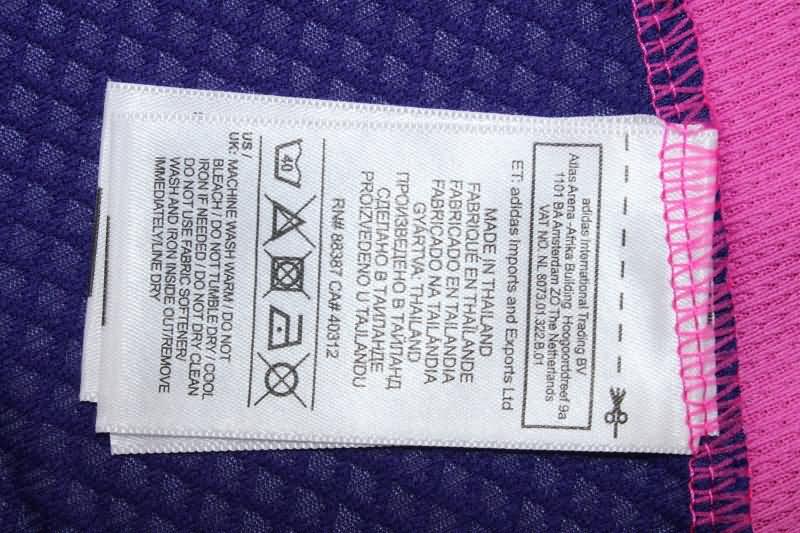 adidas International Trading BV
Atlas Arena -Afrika Building Hoogoorddreef 9a
1101 BA Amsterdam ZO The Netherlands
VAT NO. NL 8073.01.322.B.01
ET: adidas Imports and Exports Ltd
MADE IN THAILAND
FABRIQUÉ EN THAÏLANDE
FABRICADO EN TAILANDIA
FABRICADO NA TAILÂNDIA
GYÁRTVA: THAILAND
ПРОИЗВЕДЕНО В ТАЙЛАНД
СДЕЛАНО В ТАИЛАНДЕ
PROIZVEDENO U TAJLANDU
RN# 88387 CA# 40312
40
US /
UK: MACHINE WASH WARM / DO NOT
BLEACH / DO NOT TUMBLE DRY / COOL
IRON IF NEEDED / DO NOT DRY CLEAN
DO NOT USE FABRIC SOFTENER/
WASH AND IRON INSIDE OUT/REMOVE
IMMEDIATELY/LINE DRY